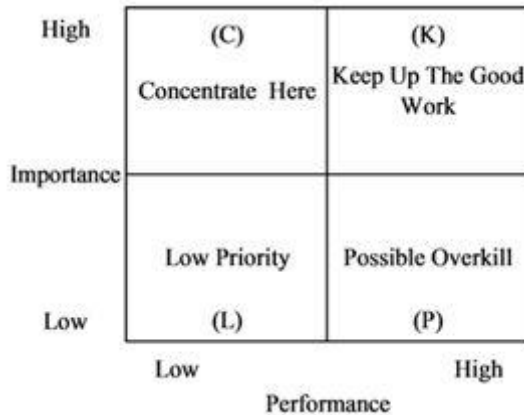 High
(C)
(K)
Concentrate Here
Keep Up The Good
Work
Importance
Low Priority
Possible Overkill
Low
(L)
(P)
Low
High
Performance